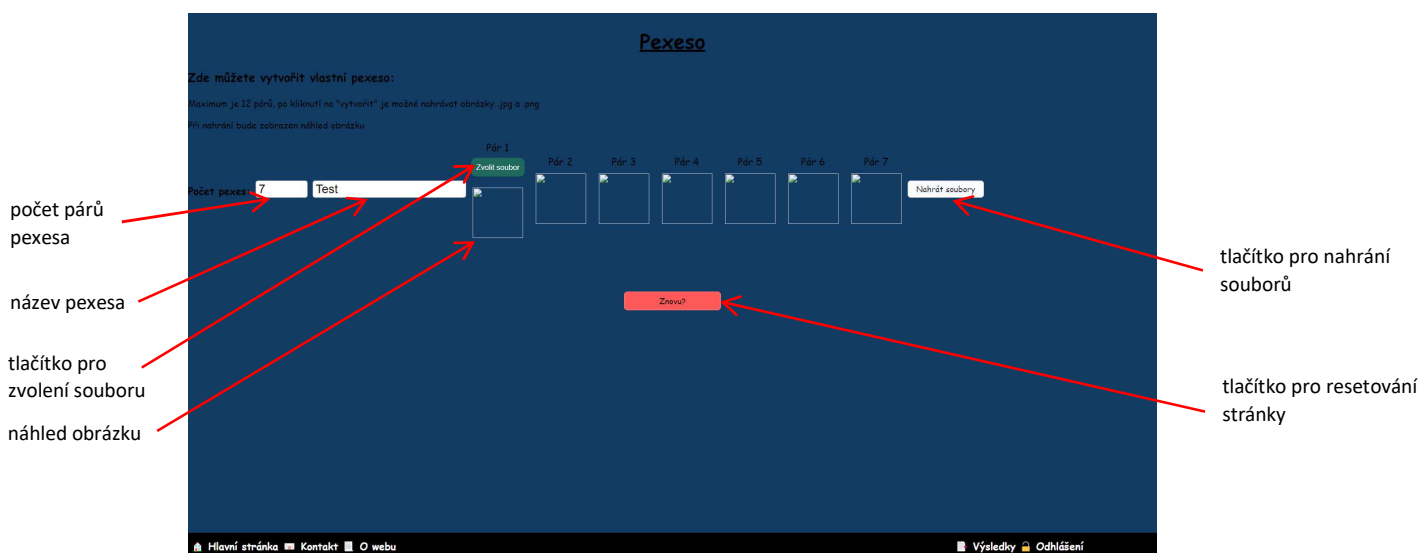 Pexeso
Zde můžete vytvořit vlastní pexeso:
Maximum je 12 párů, po kliknutí na "vytvořit" je možné nahrávat obrázky .jpg a .png
Při nahrání bude zobrazen náhled obrázku
Pár 1
Pár 2 Pár 3 Pár 4 Pár 5 Pár 6 Pár 7
Zvolit soubor
Počet pexes: 7 Test Nahrát soubory
Znovu?
počet párů
pexesa
název pexesa
tlačítko pro
zvolení souboru
náhled obrázku
tlačítko pro nahrání
souborů
tlačítko pro resetování
stránky
Hlavní stránka Kontakt O webu Výsledky Odhlášení